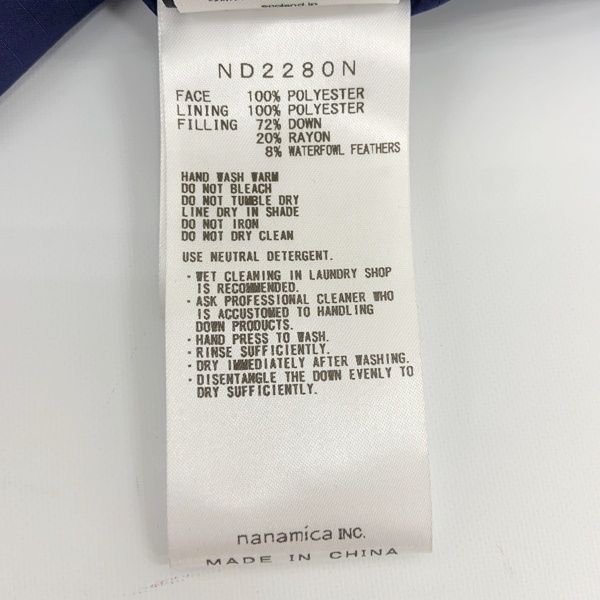 england.in
ND2280N
FACE 100% POLYESTER
LINING 100% POLYESTER
FILLING 72% DOWN
20% RAYON
8% WATERFOWL FEATHERS
HAND WASH WARM
DO NOT BLEACH
DO NOT TUMBLE DRY
LINE DRY IN SHADE
DO NOT IRON
DO NOT DRY CLEAN
USE NEUTRAL DETERGENT.
・WET CLEANING IN LAUNDRY SHOP
IS RECOMMENDED.
・ASK PROFESSIONAL CLEANER WHO
IS ACCUSTOMED TO HANDLING
DOWN PRODUCTS.
・HAND PRESS TO WASH.
・RINSE SUFFICIENTLY.
・DRY IMMEDIATELY AFTER WASHING.
・DISENTANGLE THE DOWN EVENLY TO
DRY SUFFICIENTLY.
nanamica INC.
MADE IN CHINA